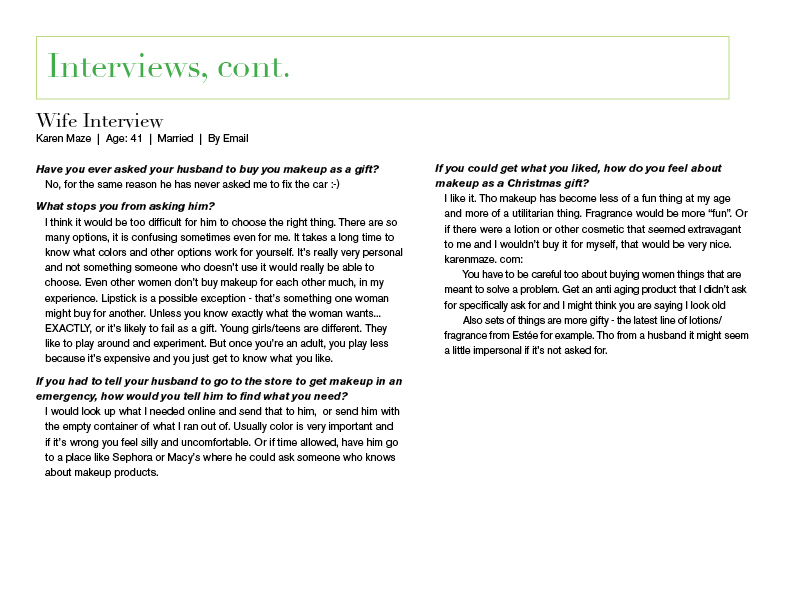 Interviews, cont.
Wife Interview
Karen Maze | Age: 41 | Married | By Email
Have you ever asked your husband to buy you makeup as a gift?
No, for the same reason he has never asked me to fix the car :-)
What stops you from asking him?
I think it would be too difficult for him to choose the right thing. There are so
many options, it is confusing sometimes even for me. It takes a long time to
know what colors and other options work for yourself. It's really very personal
and not something someone who doesn't use it would really be able to
choose. Even other women don't buy makeup for each other much, in my
experience. Lipstick is a possible exception - that's something one woman
might buy for another. Unless you know exactly what the woman wants...
EXACTLY, or it's likely to fail as a gift. Young girls/teens are different. They
like to play around and experiment. But once you're an adult, you play less
because it's expensive and you just get to know what you like.
If you had to tell your husband to go to the store to get makeup in an
emergency, how would you tell him to find what you need?
I would look up what I needed online and send that to him, or send him with
the empty container of what I ran out of. Usually color is very important and
if it's wrong you feel silly and uncomfortable. Or if time allowed, have him go
to a place like Sephora or Macy's where he could ask someone who knows
about makeup products.
If you could get what you liked, how do you feel about
makeup as a Christmas gift?
I like it. Tho makeup has become less of a fun thing at my age
and more of a utilitarian thing. Fragrance would be more “fun”. Or
if there were a lotion or other cosmetic that seemed extravagant
to me and I wouldn't buy it for myself, that would be very nice.
karenmaze. com:
You have to be careful too about buying women things that are
meant to solve a problem. Get an anti aging product that I didn't ask
for specifically ask for and I might think you are saying I look old
Also sets of things are more gifty - the latest line of lotions/
fragrance from Estée for example. Tho from a husband it might seem
a little impersonal if it's not asked for.